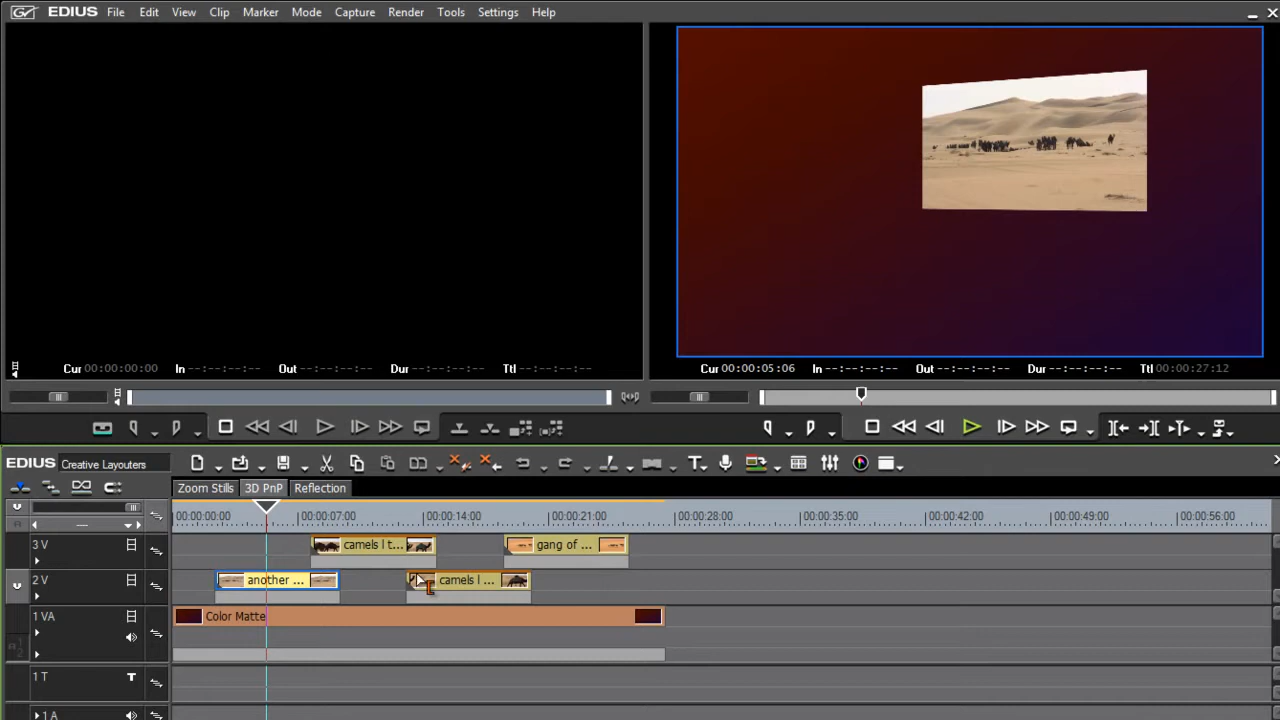 EDIUS File Edit View Clip Marker Mode Capture Render Tools Settings Help
Cur 00:00:00:00 In --:--:--:-- Out --:--:--:-- Dur --:--:--:-- Ttl --:--:--:--
Cur 00:00:05:06 In --:--:--:-- Out --:--:--:-- Dur --:--:--:-- Ttl 00:00:27:12
EDIUS Creative Layouters
Zoom Stills 3D PnP Reflection
00:00:00:00 00:00:07:00 00:00:14:00 00:00:21:00 00:00:28:00 00:00:35:00 00:00:42:00 00:00:49:00 00:00:56:00
3 V camels l t... gang of ...
2 V another ... camels l ...
1 VA Color Matte
1 T T
1 A